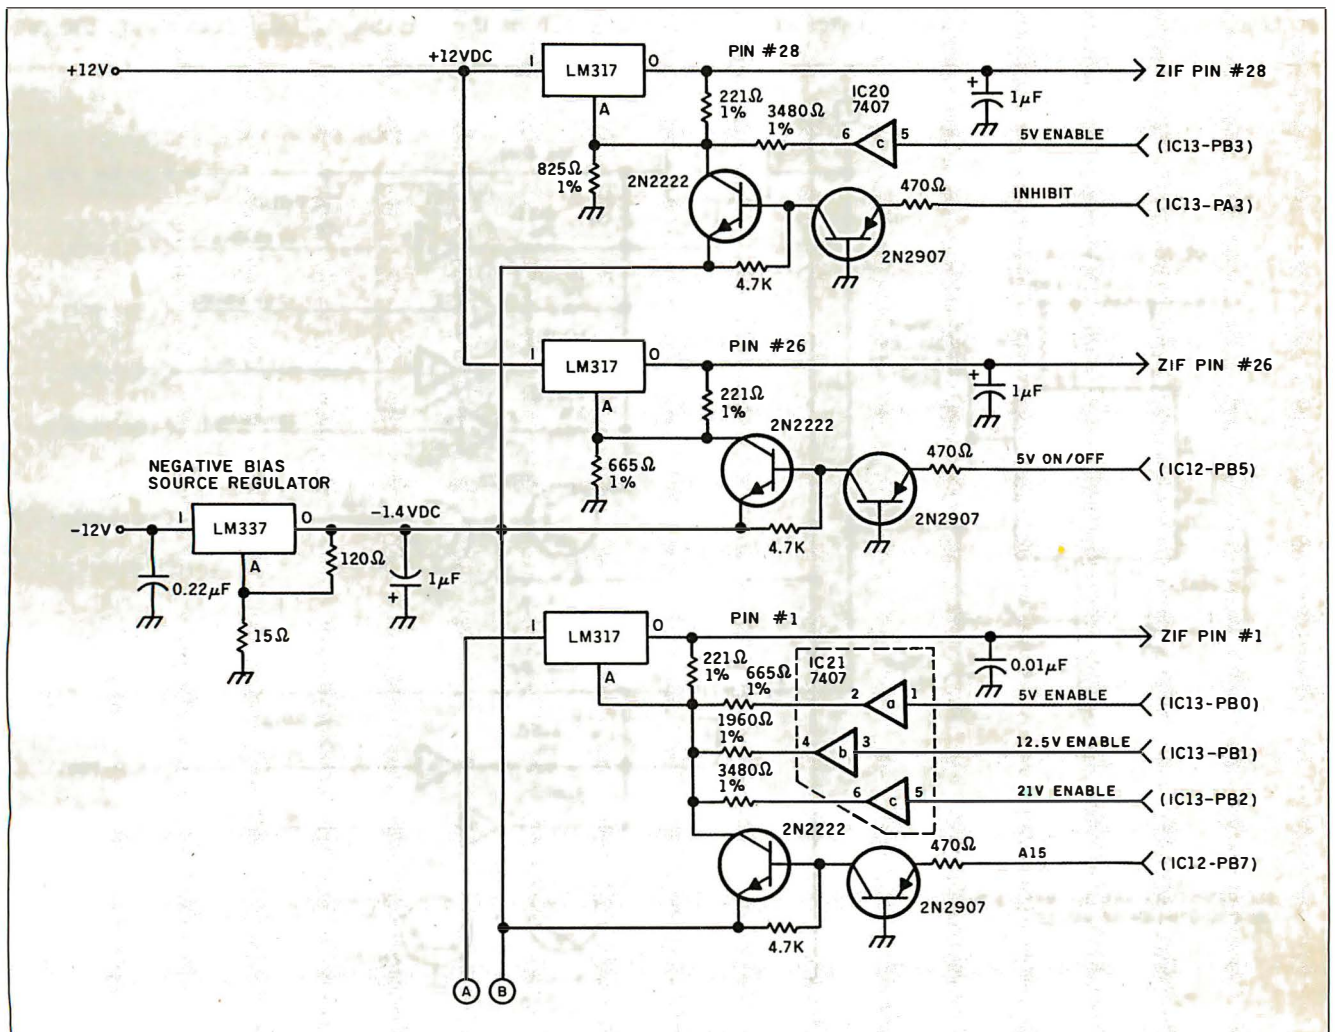 +12V
+12VDC
I
LM317
O
A
PIN #28
ZIF PIN #28
221Ω
1%
3480Ω
1%
IC20
7407
6
c
5
+
1μF
5V ENABLE
(IC13-PB3)
825Ω
1%
2N2222
470Ω
INHIBIT
(IC13-PA3)
2N2907
4.7K
I
LM317
O
A
PIN #26
ZIF PIN #26
221Ω
1%
+
1μF
2N2222
665Ω
1%
470Ω
5V ON/OFF
(IC12-PB5)
2N2907
4.7K
NEGATIVE BIAS
SOURCE REGULATOR
-12V
I
LM337
O
A
-1.4VDC
0.22μF
120Ω
1μF
+
15Ω
I
LM317
O
A
PIN #1
ZIF PIN #1
221Ω
1%
665Ω
1%
IC21
7407
0.01μF
2
a
1
5V ENABLE
(IC13-PB0)
1960Ω
1%
4
b
3
12.5V ENABLE
(IC13-PB1)
3480Ω
1%
6
c
5
21V ENABLE
(IC13-PB2)
2N2222
470Ω
A15
(IC12-PB7)
2N2907
4.7K
A
B